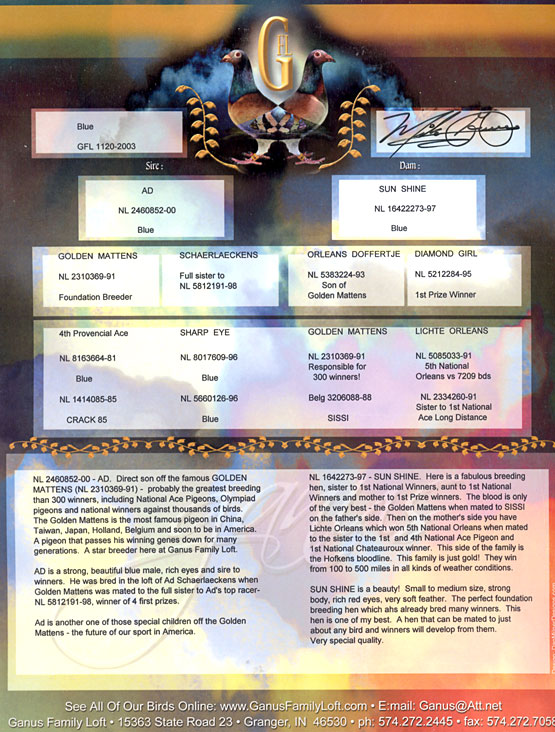 GFL
Blue
GFL 1120-2003
Sire :
Dam :
AD
NL 2460852-00
Blue
SUN SHINE
NL 16422273-97
Blue
GOLDEN MATTENS
NL 2310369-91
Foundation Breeder
SCHAERLAECKENS
Full sister to
NL 5812191-98
ORLEANS DOFFERTJE
NL 5383224-93
Son of
Golden Mattens
DIAMOND GIRL
NL 5212284-95
1st Prize Winner
4th Provencial Ace
NL 8163664-81
Blue
NL 1414085-85
CRACK 85
SHARP EYE
NL 8017609-96
Blue
NL 5660126-96
Blue
GOLDEN MATTENS
NL 2310369-91
Responsible for
300 winners!
Belg 3206088-88
SISSI
LICHTE ORLEANS
NL 5085033-91
5th National
Orleans vs 7209 bds
NL 2334260-91
Sister to 1st National
Ace Long Distance
NL 2460852-00 - AD. Direct son off the famous GOLDEN
MATTENS (NL 2310369-91) - probably the greatest breeding
than 300 winners, including National Ace Pigeons, Olympiad
pigeons and national winners against thousands of birds.
The Golden Mattens is the most famous pigeon in China,
Taiwan, Japan, Holland, Belgium and soon to be in America.
A pigeon that passes his winning genes down for many
generations. A star breeder here at Ganus Family Loft.
AD is a strong, beautiful blue male, rich eyes and sire to
winners. He was bred in the loft of Ad Schaerlaeckens when
Golden Mattens was mated to the full sister to Ad's top racer-
NL 5812191-98, winner of 4 first prizes.
Ad is another one of those special children off the Golden
Mattens - the future of our sport in America.
NL 1642273-97 - SUN SHINE. Here is a fabulous breeding
hen, sister to 1st National Winners, aunt to 1st National
Winners and mother to 1st Prize winners. The blood is only
of the very best - the Golden Mattens when mated to SISSI
on the father's side. Then on the mother's side you have
Lichte Orleans which won 5th National Orleans when mated
to the sister to the 1st and 4th National Ace Pigeon and
1st National Chateauroux winner. This side of the family is
the Hofkens bloodline. This family is just gold! They win
from 100 to 500 miles in all kinds of weather conditions.
SUN SHINE is a beauty! Small to medium size, strong
body, rich red eyes, very soft feather. The perfect foundation
breeding hen which ahs already bred many winners. This
hen is one of my best. A hen that can be mated to just
about any bird and winners will develop from them.
Very special quality.
See All Of Our Birds Online: www.GanusFamilyLoft.com • E:mail: Ganus@Att.net
Ganus Family Loft • 15363 State Road 23 • Granger, IN 46530 • ph: 574.272.2445 • fax: 574.272.7058